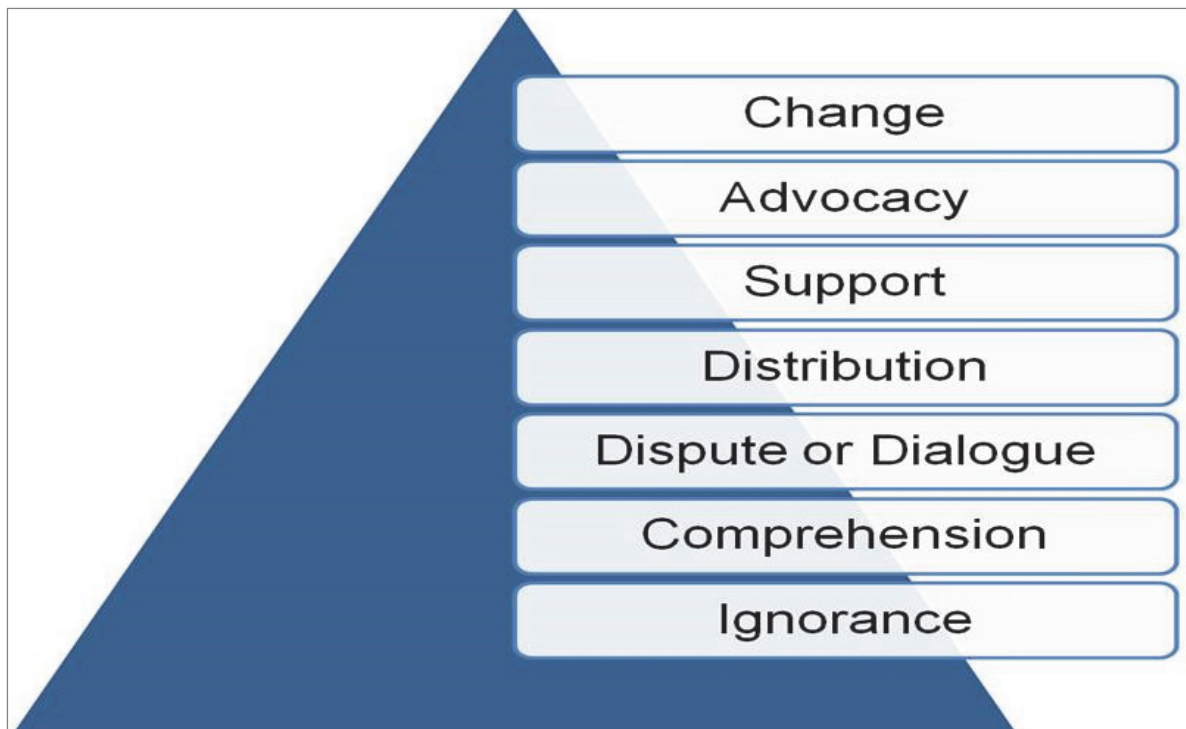 Change
Advocacy
Support
Distribution
Dispute or Dialogue
Comprehension
Ignorance